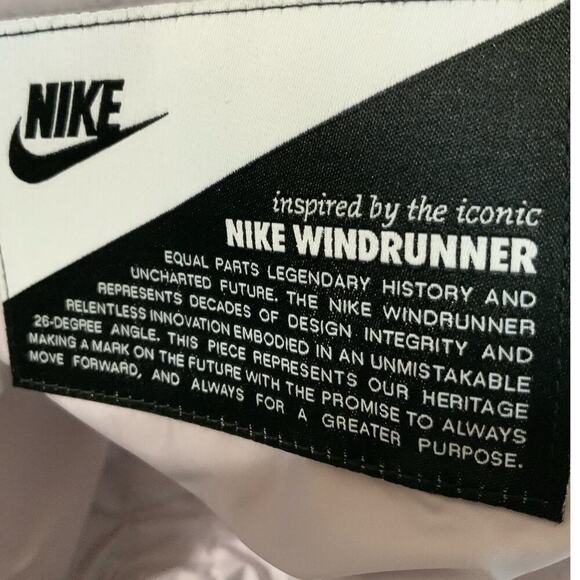 NIKE
inspired by the iconic
NIKE WINDRUNNER
EQUAL PARTS LEGENDARY HISTORY AND
UNCHARTED FUTURE. THE NIKE WINDRUNNER
REPRESENTS DECADES OF DESIGN INTEGRITY AND
RELENTLESS INNOVATION EMBODIED IN AN UNMISTAKABLE
26-DEGREE ANGLE. THIS PIECE REPRESENTS OUR HERITAGE
MAKING A MARK ON THE FUTURE WITH THE PROMISE TO ALWAYS
MOVE FORWARD, AND ALWAYS FOR A GREATER PURPOSE.